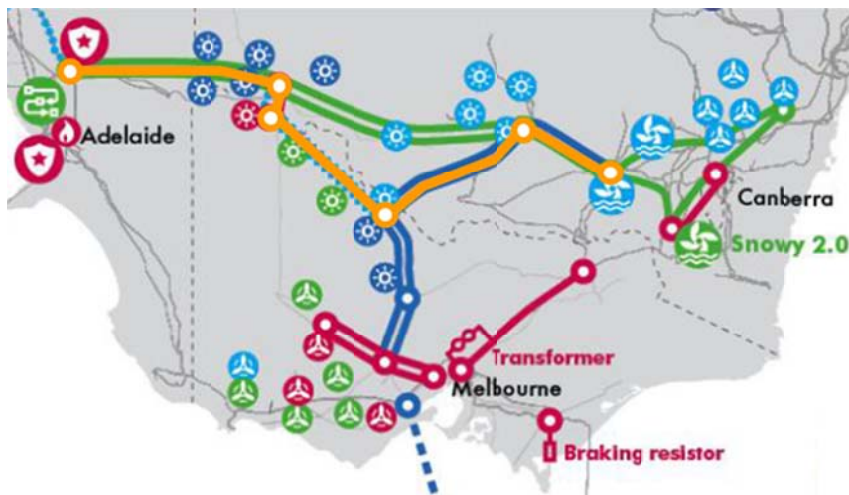 Adelaide
Canberra
Snowy 2.0
Transformer
Melbourne
Braking resistor